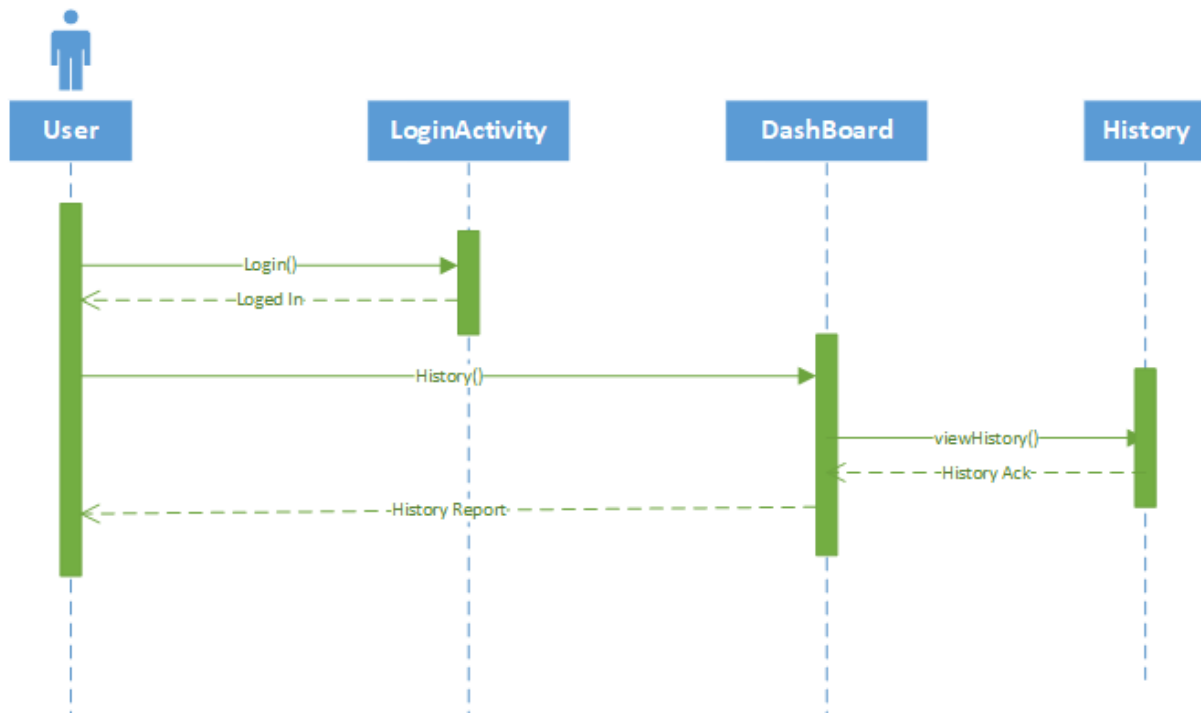 User
LoginActivity
DashBoard
History
Login()
Loged In
History()
viewHistory()
History Ack
History Report